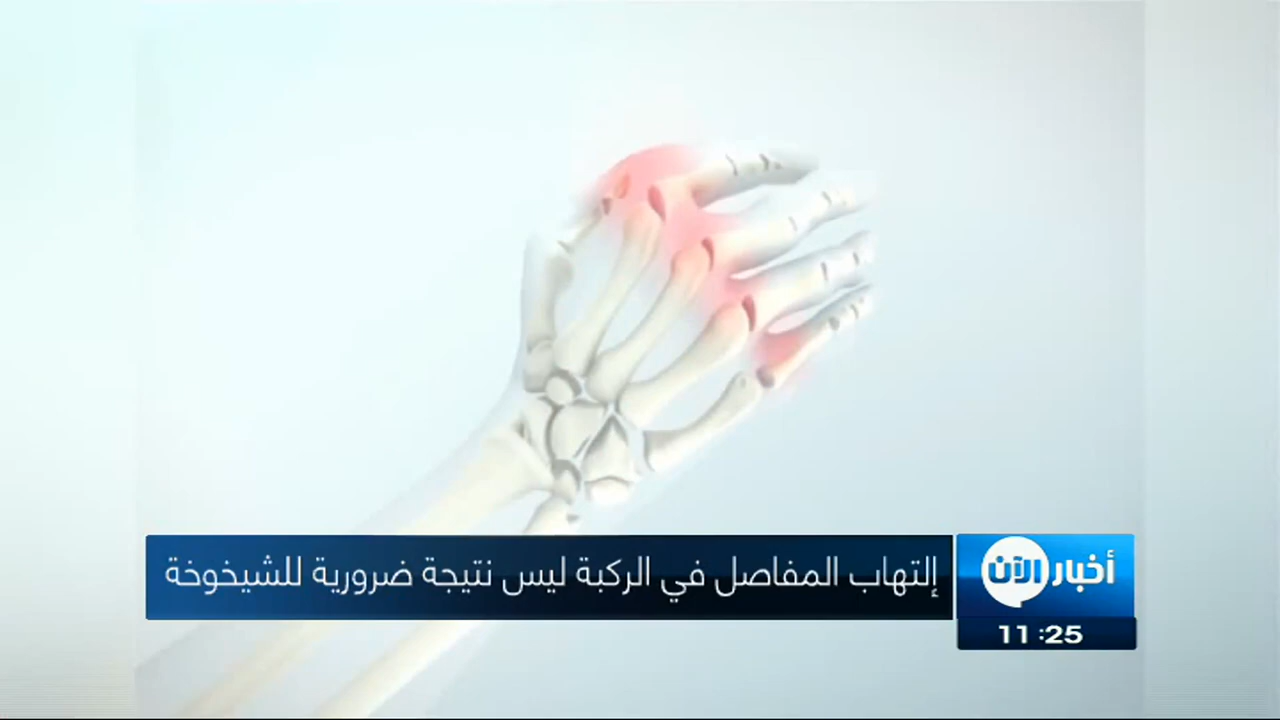 إلتهاب المفاصل في الركبة ليس نتيجة ضرورية للشيخوخة
أخبار الآن
11:25